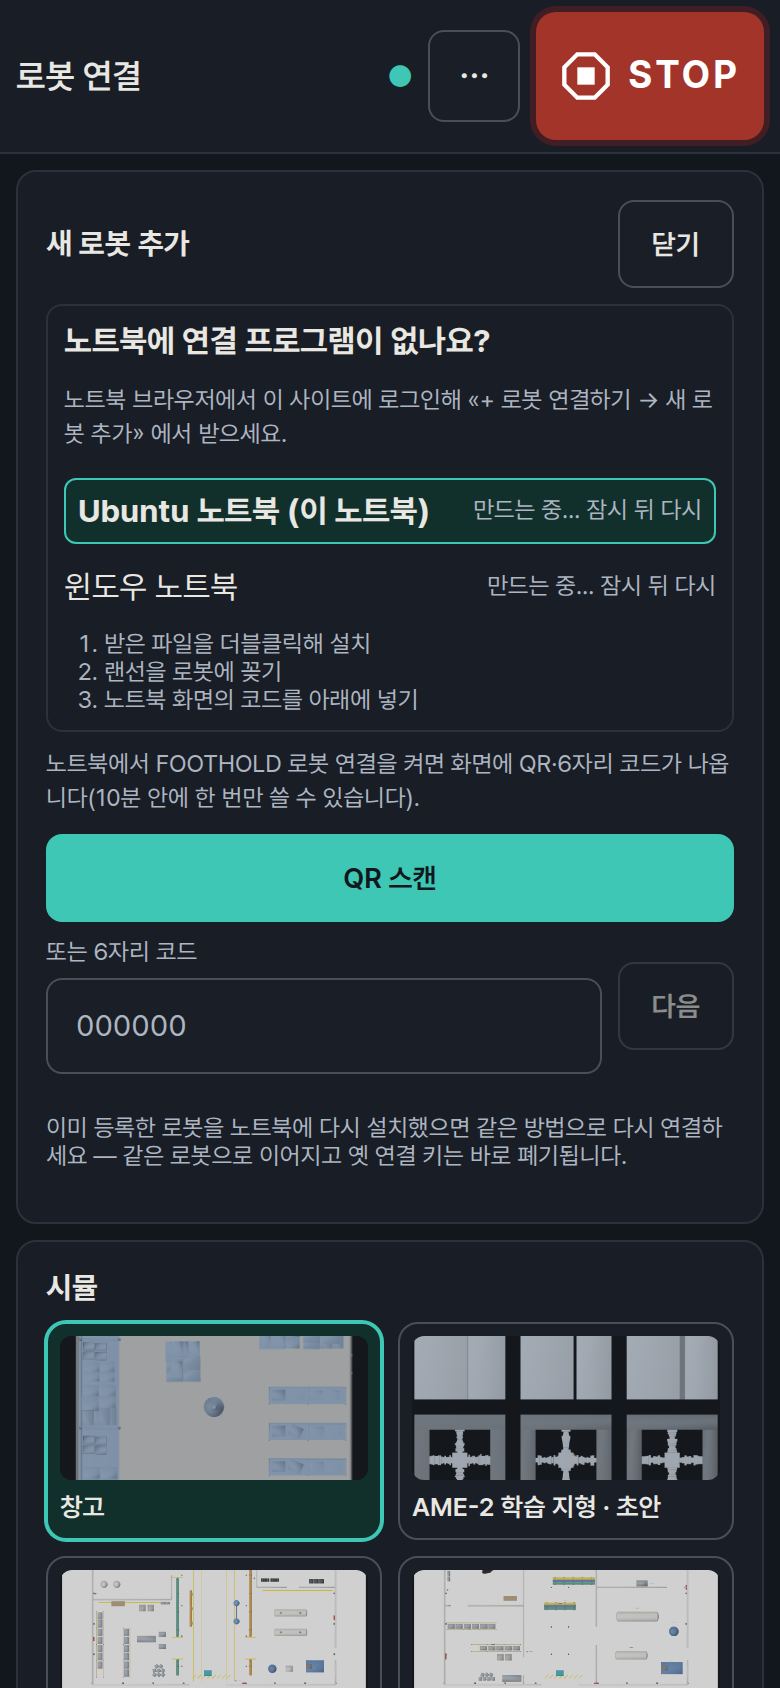 로봇 연결
...
STOP
새 로봇 추가
닫기
노트북에 연결 프로그램이 없나요?
노트북 브라우저에서 이 사이트에 로그인해 «+ 로봇 연결하기 → 새 로
봇 추가» 에서 받으세요.
Ubuntu 노트북 (이 노트북)
만드는 중… 잠시 뒤 다시
윈도우 노트북
만드는 중… 잠시 뒤 다시
1. 받은 파일을 더블클릭해 설치
2. 랜선을 로봇에 꽂기
3. 노트북 화면의 코드를 아래에 넣기
노트북에서 FOOTHOLD 로봇 연결을 켜면 화면에 QR·6자리 코드가 나옵
니다(10분 안에 한 번만 쓸 수 있습니다).
QR 스캔
또는 6자리 코드
000000
다음
이미 등록한 로봇을 노트북에 다시 설치했으면 같은 방법으로 다시 연결하
세요 — 같은 로봇으로 이어지고 옛 연결 키는 바로 폐기됩니다.
시뮬
창고
AME-2 학습 지형 · 초안